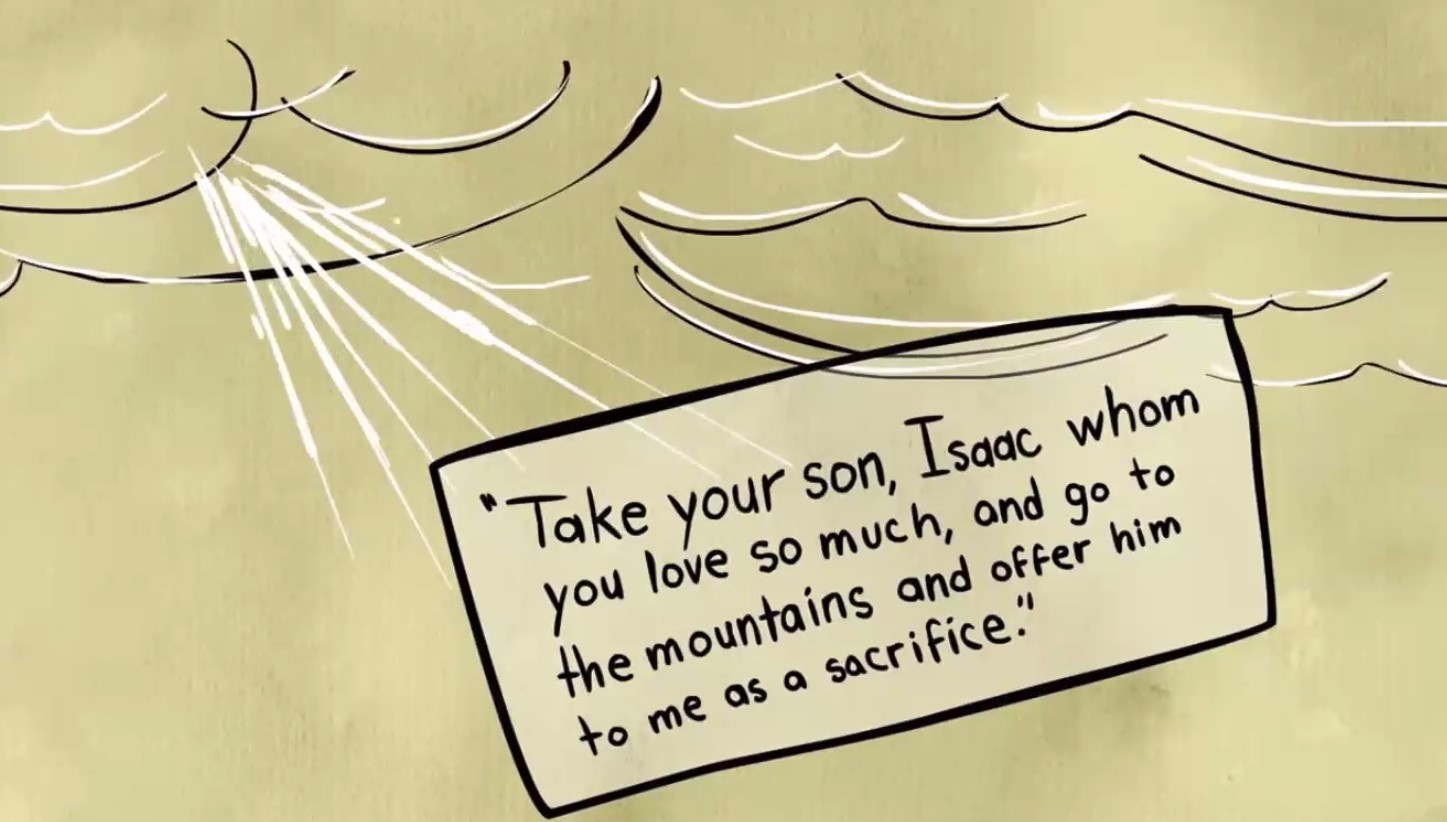 "Take your son, Isaac whom
you love so much, and go to
the mountains and offer him
to me as a sacrifice."